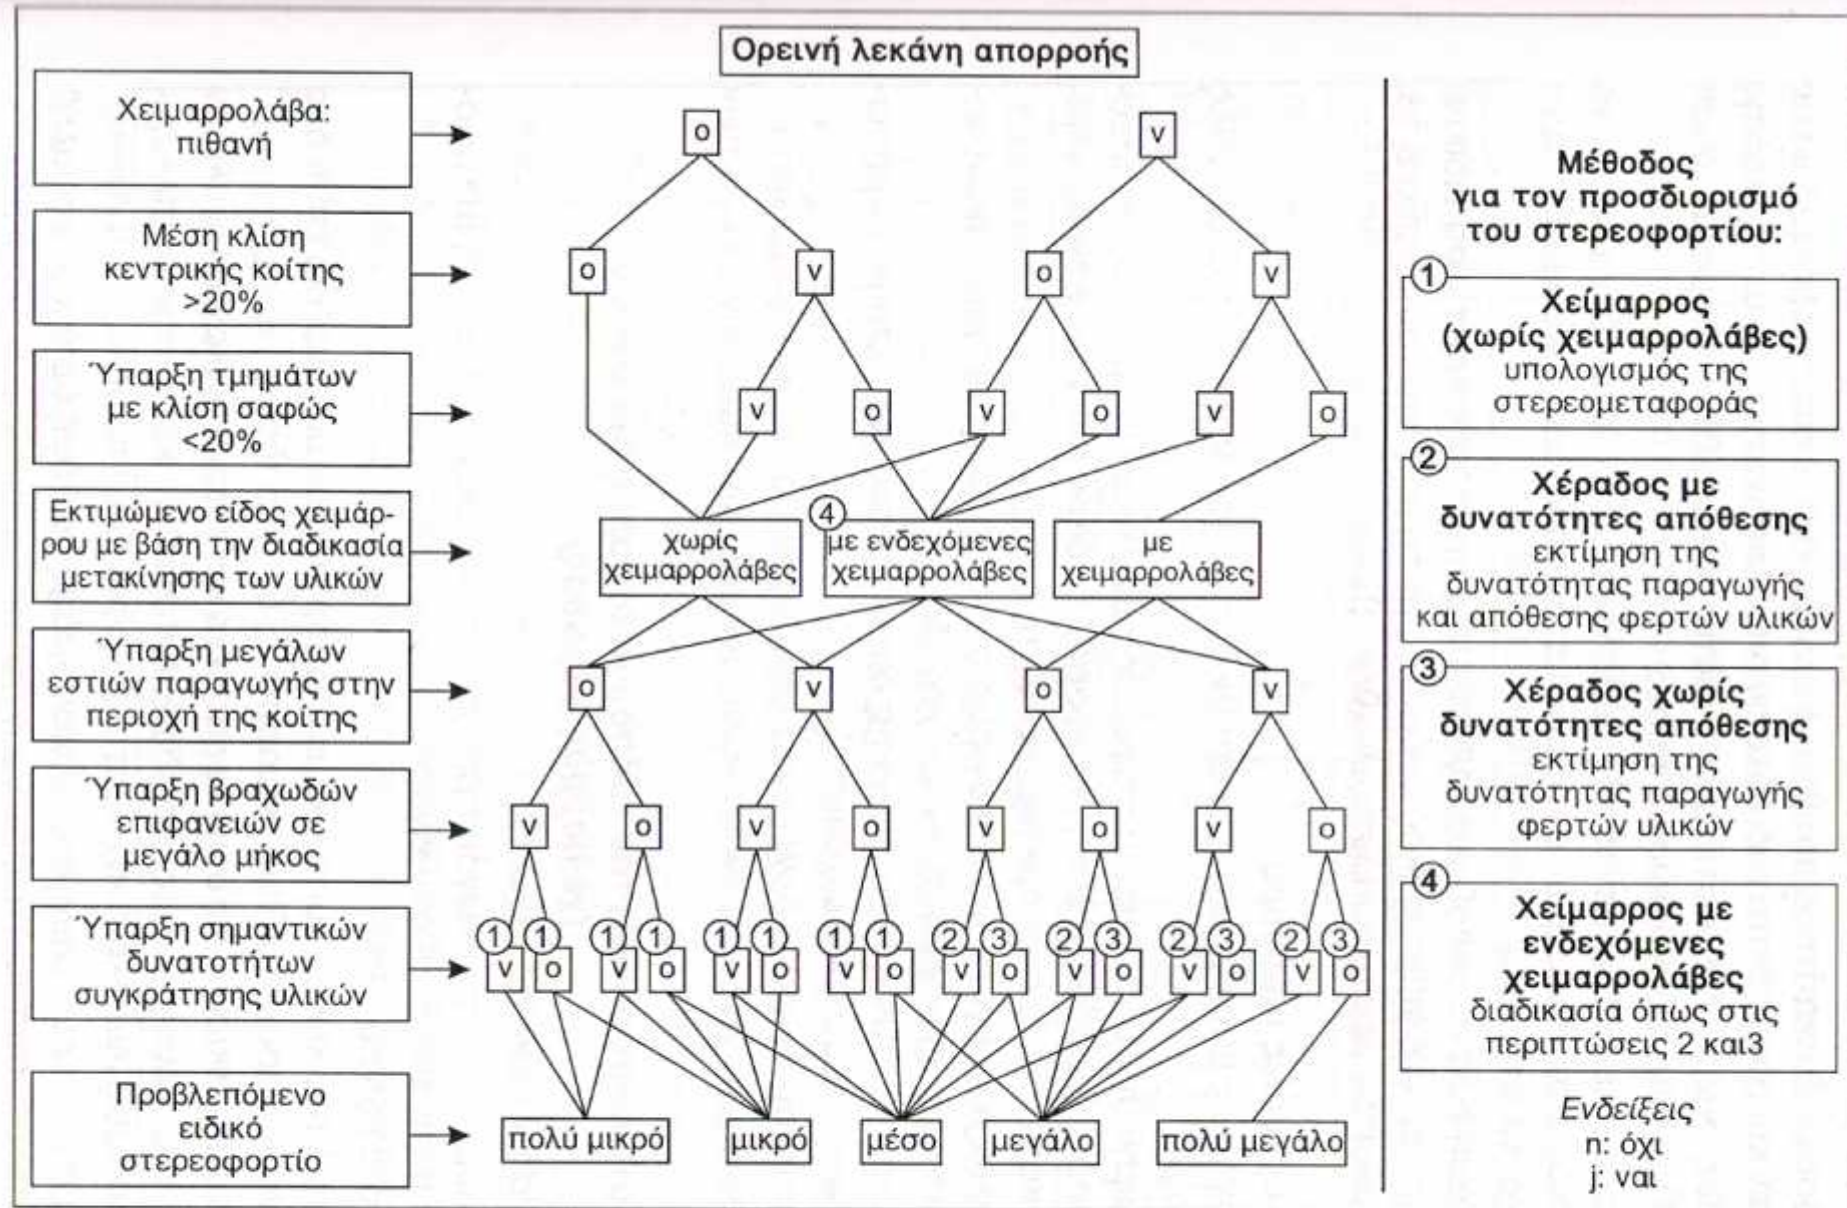 Ορεινή λεκάνη απορροής
Χειμαρρολάβα:
πιθανή
ο
ν
Μέση κλίση
κεντρικής κοίτης
>20%
ο
ν
ο
ν
Ύπαρξη τμημάτων
με κλίση σαφώς
<20%
ν
ο
ν
ο
ν
ο
Εκτιμώμενο είδος χειμάρ-
ρου με βάση την διαδικασία
μετακίνησης των υλικών
χωρίς
χειμαρρολάβες
4
με ενδεχόμενες
χειμαρρολάβες
με
χειμαρρολάβες
Ύπαρξη μεγάλων
εστιών παραγωγής στην
περιοχή της κοίτης
ο
ν
ο
ν
Ύπαρξη βραχωδών
επιφανειών σε
μεγάλο μήκος
ν
ο
ν
ο
ν
ο
ν
ο
Ύπαρξη σημαντικών
δυνατοτήτων
συγκράτησης υλικών
1 1 1 1 1 1 1 1 2 3 2 3 2 3 2 3
ν ο ν ο ν ο ν ο ν ο ν ο ν ο ν ο
Προβλεπόμενο
ειδικό
στερεοφορτίο
πολύ μικρό
μικρό
μέσο
μεγάλο
πολύ μεγάλο
Μέθοδος
για τον προσδιορισμό
του στερεοφορτίου:
1
Χείμαρρος
(χωρίς χειμαρρολάβες)
υπολογισμός της
στερεομεταφοράς
2
Χέραδος με
δυνατότητες απόθεσης
εκτίμηση της
δυνατότητας παραγωγής
και απόθεσης φερτών υλικών
3
Χέραδος χωρίς
δυνατότητες απόθεσης
εκτίμηση της
δυνατότητας παραγωγής
φερτών υλικών
4
Χείμαρρος με
ενδεχόμενες
χειμαρρολάβες
διαδικασία όπως στις
περιπτώσεις 2 και3
Ενδείξεις
n: όχι
j: ναι